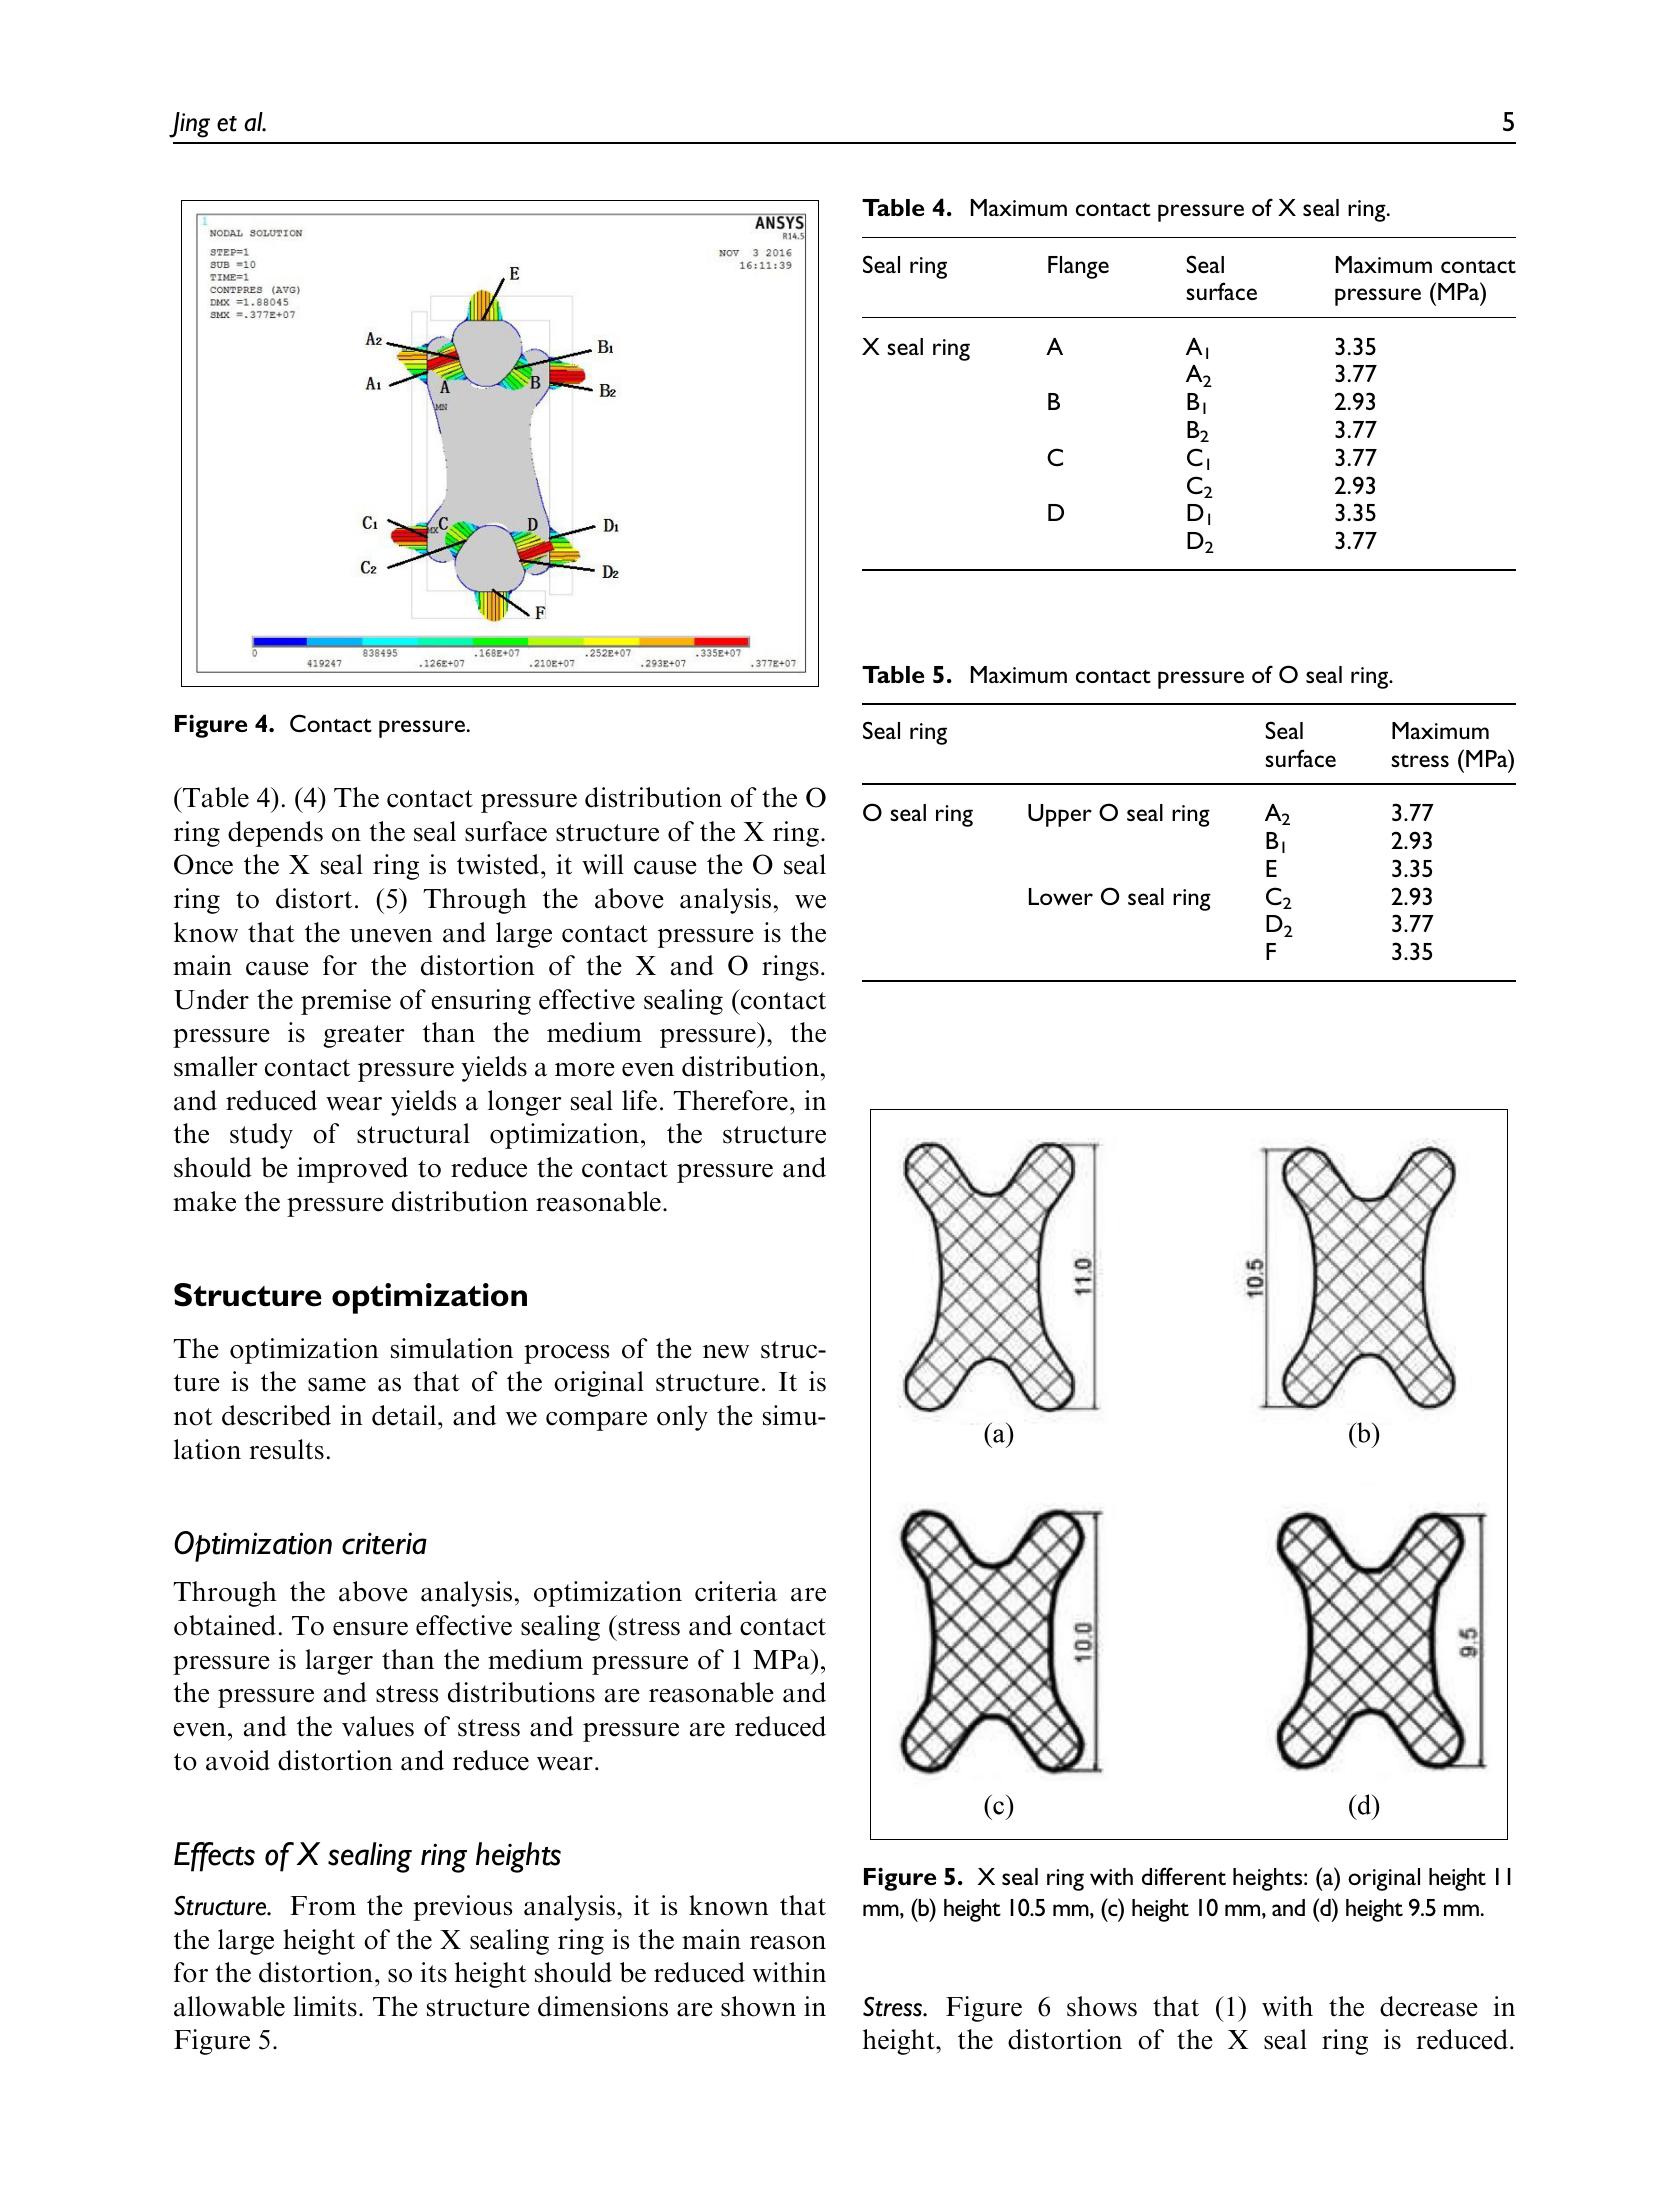 Jing et al.
5
1
NODAL SOLUTION
STEP=1
SUB =10
TIME=1
CONTPRES (AVG)
DMX =1.88045
SMX =.377E+07
ANSYS
R14.5
NOV 3 2016
16:11:39
E
A2
A1
A
B
B1
B2
MN
C1
C2
MX
C
D
D1
D2
F
0
419247
838495
.126E+07
.168E+07
.210E+07
.252E+07
.293E+07
.335E+07
.377E+07
Figure 4. Contact pressure.
(Table 4). (4) The contact pressure distribution of the O
ring depends on the seal surface structure of the X ring.
Once the X seal ring is twisted, it will cause the O seal
ring to distort. (5) Through the above analysis, we
know that the uneven and large contact pressure is the
main cause for the distortion of the X and O rings.
Under the premise of ensuring effective sealing (contact
pressure is greater than the medium pressure), the
smaller contact pressure yields a more even distribution,
and reduced wear yields a longer seal life. Therefore, in
the study of structural optimization, the structure
should be improved to reduce the contact pressure and
make the pressure distribution reasonable.
Structure optimization
The optimization simulation process of the new struc-
ture is the same as that of the original structure. It is
not described in detail, and we compare only the simu-
lation results.
Optimization criteria
Through the above analysis, optimization criteria are
obtained. To ensure effective sealing (stress and contact
pressure is larger than the medium pressure of 1 MPa),
the pressure and stress distributions are reasonable and
even, and the values of stress and pressure are reduced
to avoid distortion and reduce wear.
Effects of X sealing ring heights
Structure. From the previous analysis, it is known that
the large height of the X sealing ring is the main reason
for the distortion, so its height should be reduced within
allowable limits. The structure dimensions are shown in
Figure 5.
Table 4. Maximum contact pressure of X seal ring.
Seal ring Flange Seal surface Maximum contact pressure (MPa)
X seal ring A A1 3.35
A2 3.77
B B1 2.93
B2 3.77
C C1 3.77
C2 2.93
D D1 3.35
D2 3.77
Table 5. Maximum contact pressure of O seal ring.
Seal ring Seal surface Maximum stress (MPa)
O seal ring Upper O seal ring A2 3.77
B1 2.93
E 3.35
Lower O seal ring C2 2.93
D2 3.77
F 3.35
11.0
(a)
10.5
(b)
10.0
(c)
9.5
(d)
Figure 5. X seal ring with different heights: (a) original height 11
mm, (b) height 10.5 mm, (c) height 10 mm, and (d) height 9.5 mm.
Stress. Figure 6 shows that (1) with the decrease in
height, the distortion of the X seal ring is reduced.